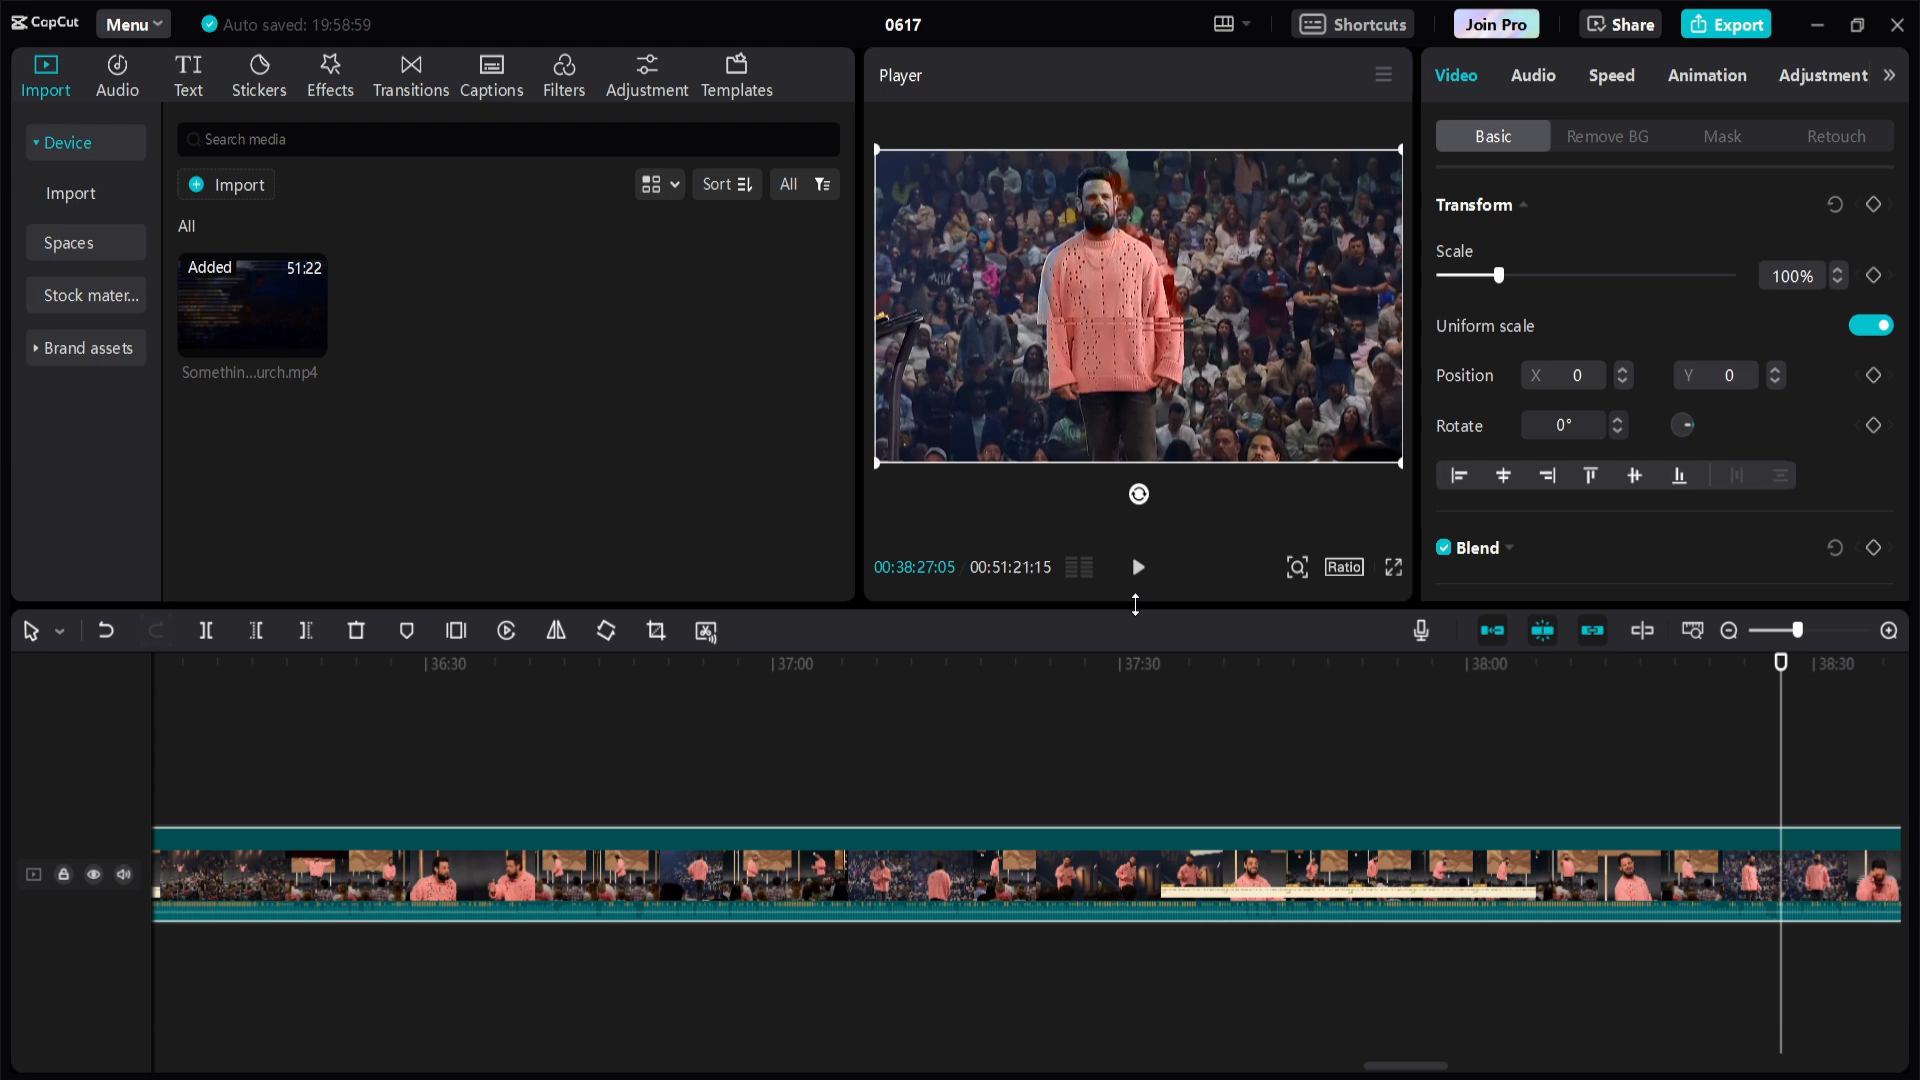 CapCut
Menu
Auto saved: 19:58:59
0617
Shortcuts
Join Pro
Share
Export
Import
Audio
TI
Text
Stickers
Effects
Transitions
Captions
Filters
Adjustment
Templates
Device
Import
Spaces
Stock mater...
Brand assets
Search media
Import
Sort
All
All
Added
51:22
Somethin...urch.mp4
Player
00:38:27:05
00:51:21:15
Ratio
Video
Audio
Speed
Animation
Adjustment
Basic
Remove BG
Mask
Retouch
Transform
Scale
100%
Uniform scale
Position
X 0
Y 0
Rotate
0°
Blend
36:30
37:00
37:30
38:00
38:30